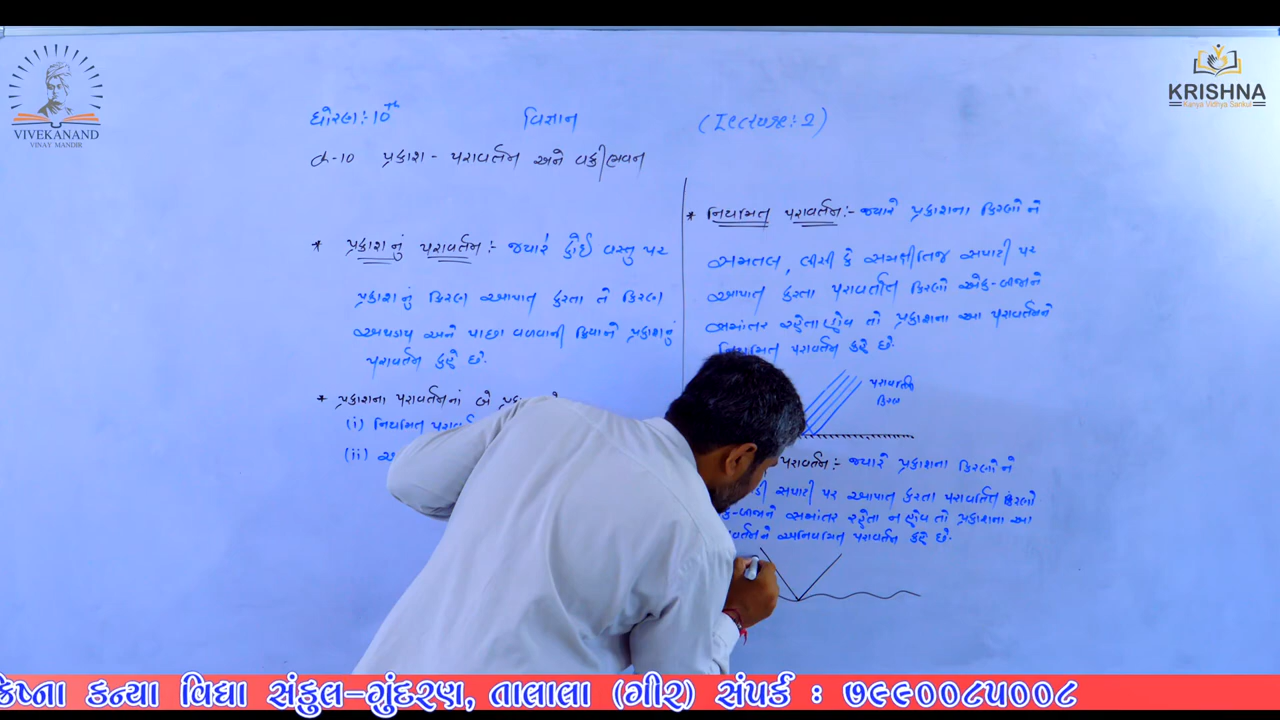 VIVEKANAND
VINAY MANDIR
KRISHNA
Kanya Vidhya Sankul
ધોરણ:10th વિજ્ઞાન (Lecture: 2)
ch-10 પ્રકાશ - પરાવર્તન અને વક્રીભવન
* પ્રકાશનું પરાવર્તન:- જ્યારે કોઈ વસ્તુ પર
પ્રકાશનું કિરણ આપાત કરતા તે કિરણ
અથડાય અને પાછા વળવાની ક્રિયાને પ્રકાશનું
પરાવર્તન કહે છે.
* પ્રકાશના પરાવર્તનનાં બે
(i) નિયમિત
(ii)
* નિયમિત પરાવર્તન:- જ્યારે પ્રકાશના કિરણો ને
સમતલ, લીસી કે સમક્ષીતિજ સપાટી પર
આપાત કરતા પરાવર્તીત કિરણો એક-બીજાને
સમાંતર રહેતા હોય તો પ્રકાશના આ પરાવર્તનને
નિયમિત પરાવર્તન કહે છે.
પરાવર્તીત
કિરણ
પરાવર્તન:- જ્યારે પ્રકાશના કિરણોને
સપાટી પર આપાત કરતા પરાવર્તિત કિરણો
સમાંતર રહેતા ન હોય તો પ્રકાશના આ
અનિયમિત પરાવર્તન કહે છે.
ક્રિષ્ના કન્યા વિદ્યા સંકુલ-ગુંદરણ, તાલાલા (ગીર) સંપર્ક : ૭૯૯૦૦૮૫૦૦૮